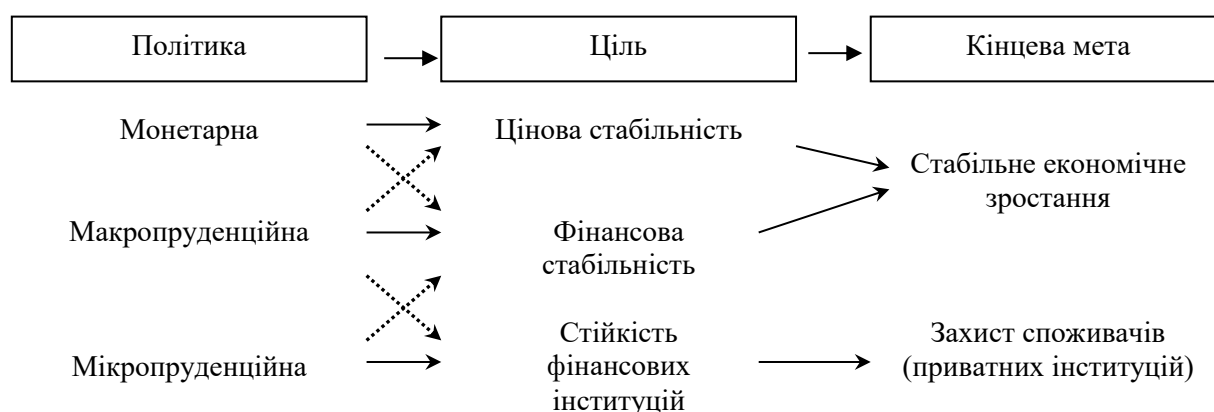 Політика
Ціль
Кінцева мета
Монетарна
Цінова стабільність
Стабільне економічне
зростання
Макропруденційна
Фінансова
стабільність
Мікропруденційна
Стійкість
фінансових
інституцій
Захист споживачів
(приватних інституцій)